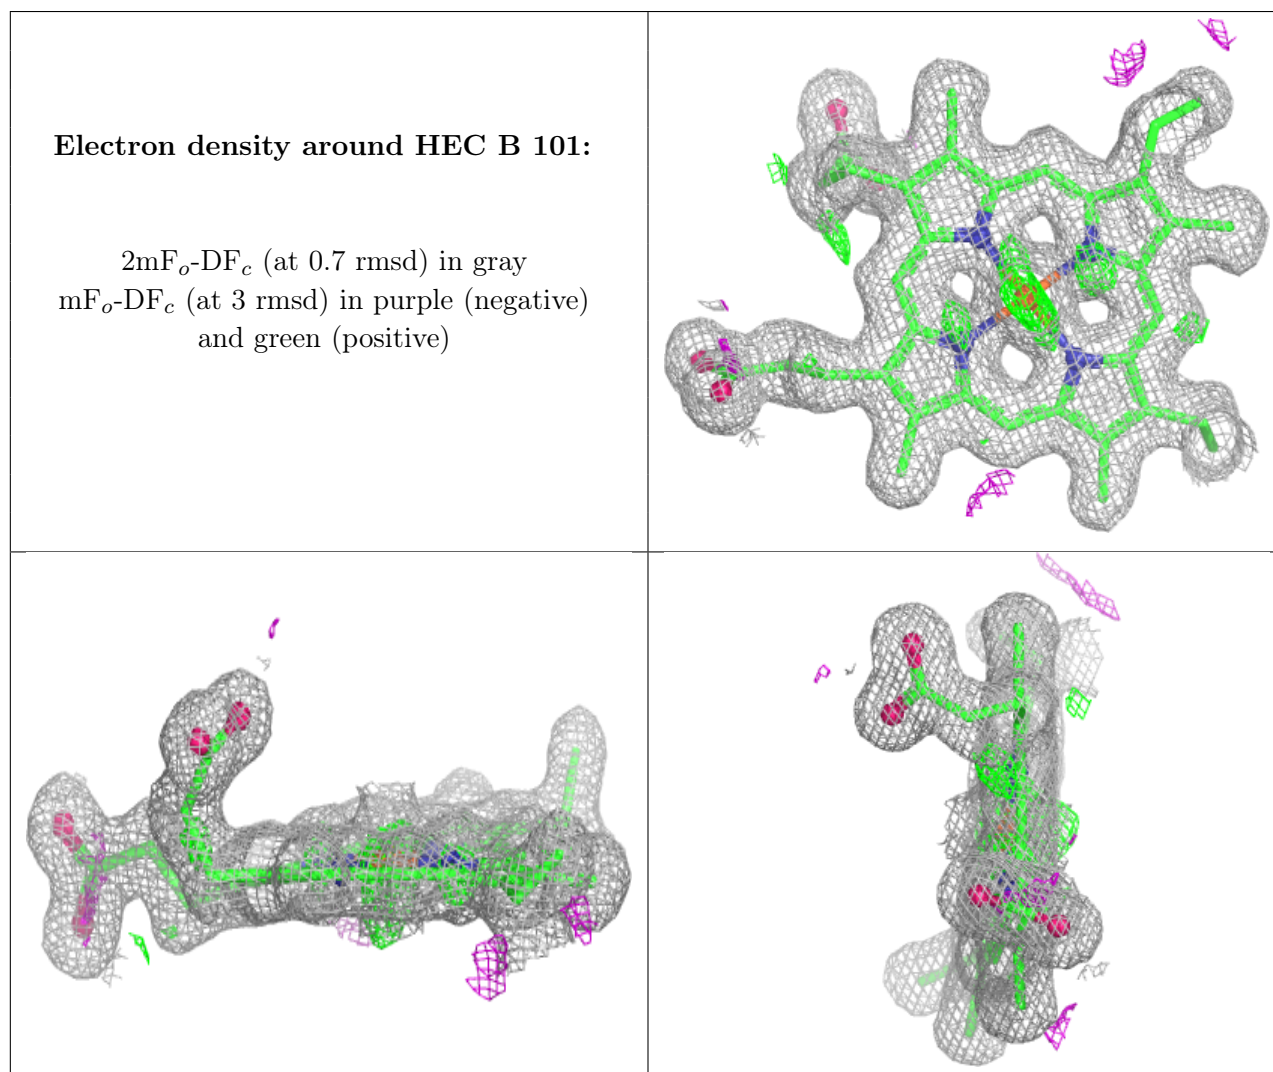 Electron density around HEC B 101:
2mFₒ-DF𝒸 (at 0.7 rmsd) in gray
mFₒ-DF𝒸 (at 3 rmsd) in purple (negative)
and green (positive)